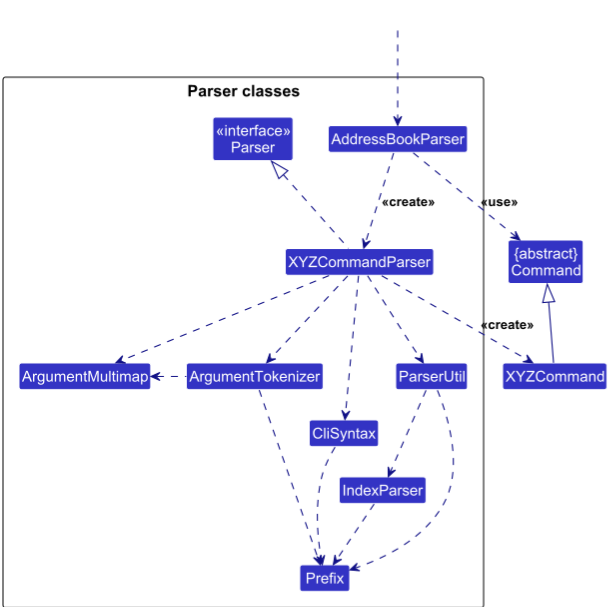 Parser classes
«interface»
Parser
AddressBookParser
«create»
«use»
XYZCommandParser
{abstract}
Command
«create»
ArgumentMultimap
ArgumentTokenizer
ParserUtil
XYZCommand
CliSyntax
IndexParser
Prefix